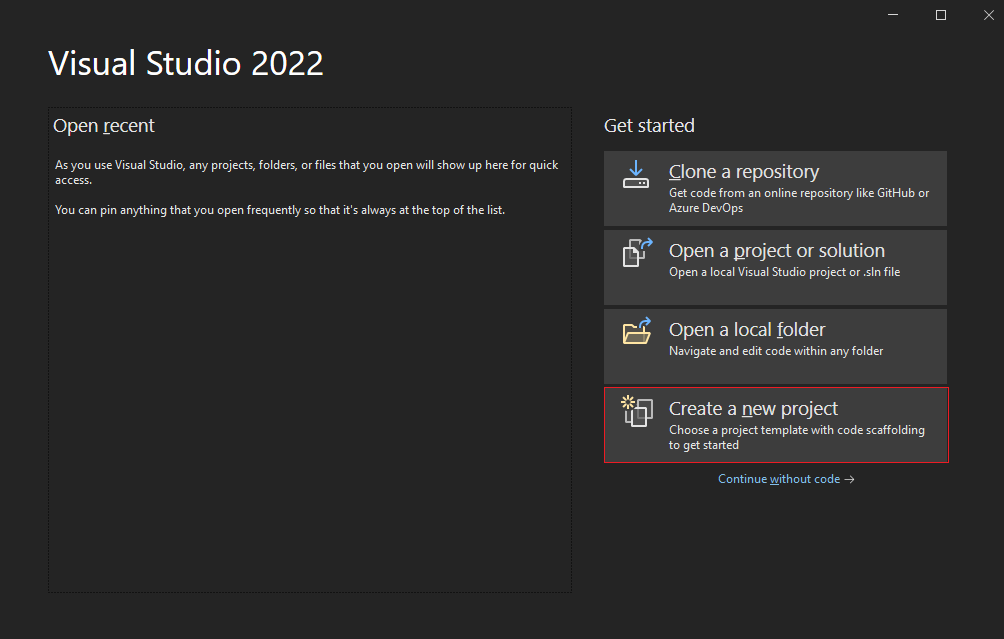 Visual Studio 2022
Open recent
As you use Visual Studio, any projects, folders, or files that you open will show up here for quick
access.
You can pin anything that you open frequently so that it's always at the top of the list.
Get started
Clone a repository
Get code from an online repository like GitHub or
Azure DevOps
Open a project or solution
Open a local Visual Studio project or .sln file
Open a local folder
Navigate and edit code within any folder
Create a new project
Choose a project template with code scaffolding
to get started
Continue without code →